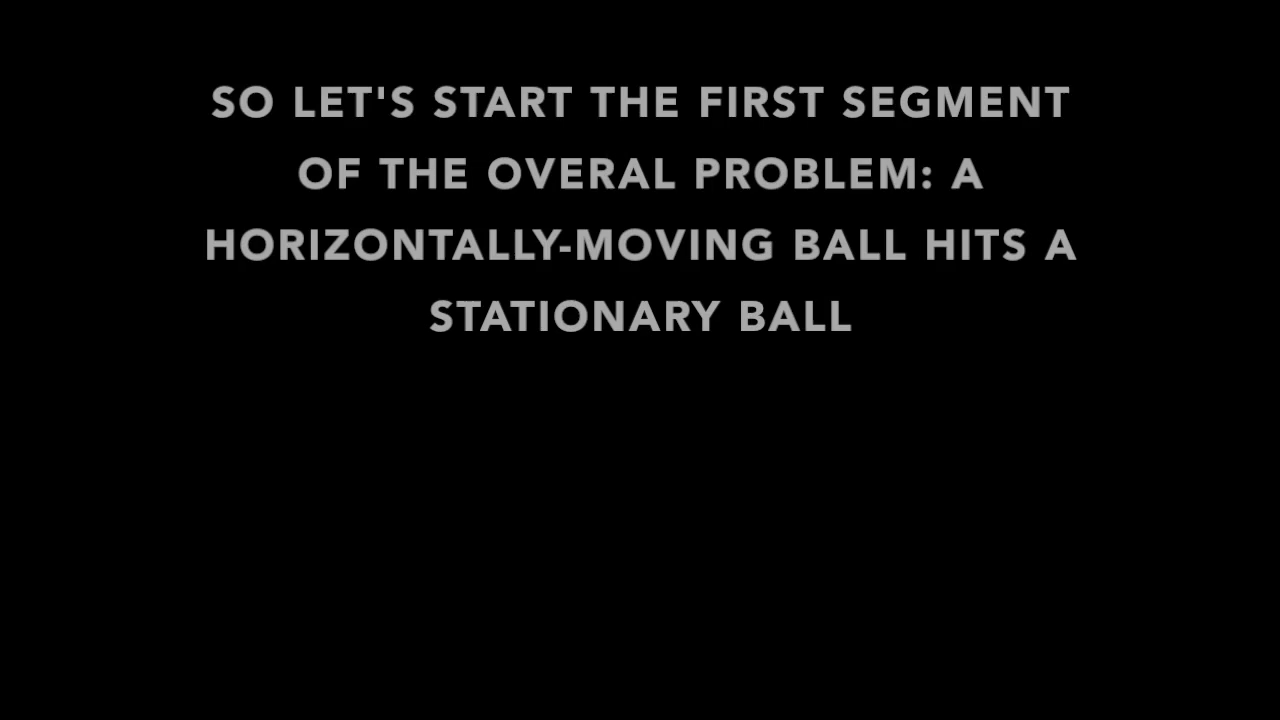 SO LET'S START THE FIRST SEGMENT
OF THE OVERAL PROBLEM: A
HORIZONTALLY-MOVING BALL HITS A
STATIONARY BALL